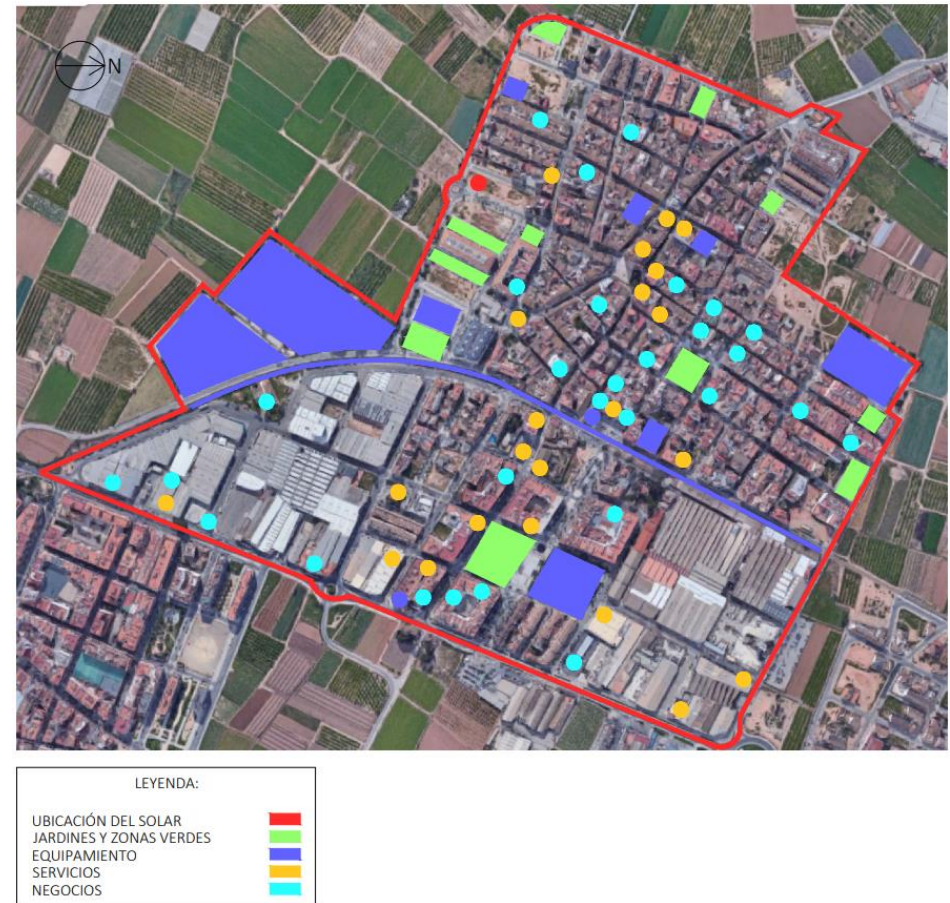 N
LEYENDA:
UBICACIÓN DEL SOLAR
JARDINES Y ZONAS VERDES
EQUIPAMIENTO
SERVICIOS
NEGOCIOS